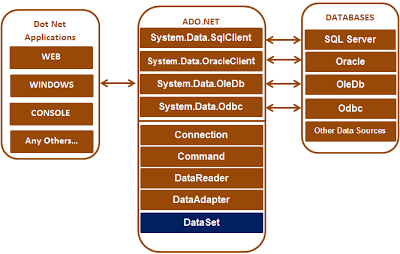 Dot Net
Applications
WEB
WINDOWS
CONSOLE
Any Others...
ADO.NET
System.Data.SqlClient
System.Data.OracleClient
System.Data.OleDb
System.Data.Odbc
Connection
Command
DataReader
DataAdapter
DataSet
DATABASES
SQL Server
Oracle
OleDb
Odbc
Other Data Sources